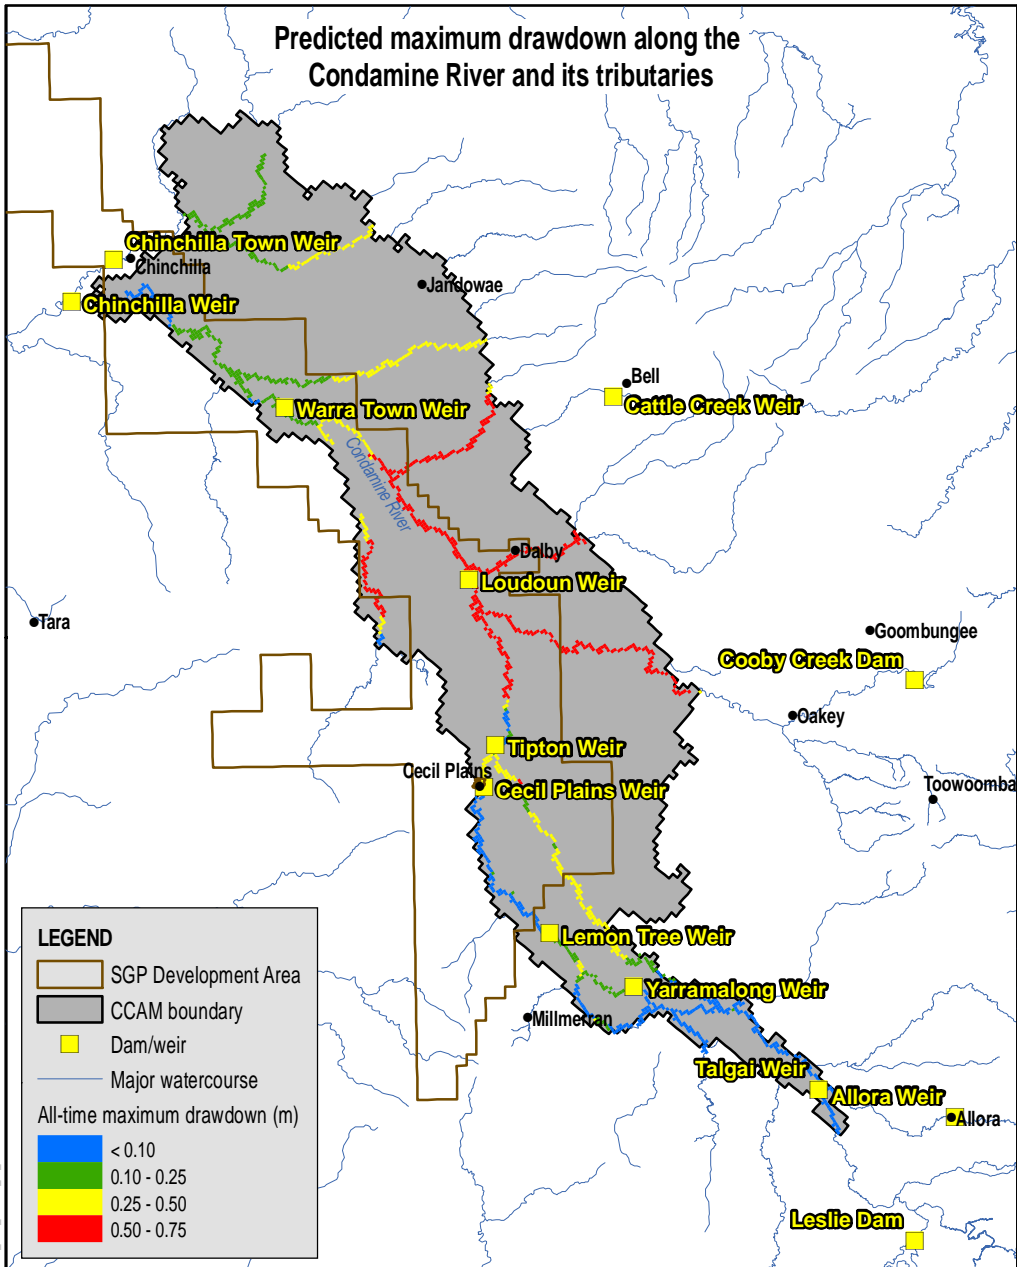 Predicted maximum drawdown along the
Condamine River and its tributaries
Chinchilla Town Weir
Chinchilla
Jandowae
Chinchilla Weir
Bell
Cattle Creek Weir
Warra Town Weir
Condamine River
Dalby
Loudoun Weir
Tara
Goombungee
Cooby Creek Dam
Oakey
Tipton Weir
Cecil Plains
Cecil Plains Weir
Toowoomba
Lemon Tree Weir
Yarramalong Weir
Millmerran
Talgai Weir
Allora Weir
Allora
Leslie Dam
LEGEND
SGP Development Area
CCAM boundary
Dam/weir
Major watercourse
All-time maximum drawdown (m)
< 0.10
0.10 - 0.25
0.25 - 0.50
0.50 - 0.75